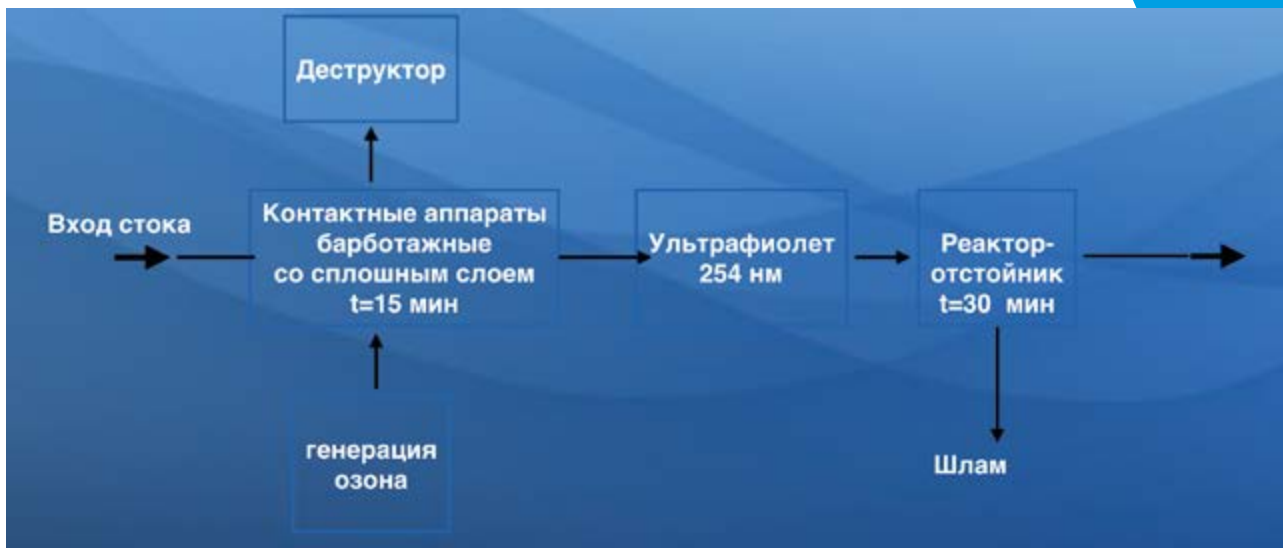 Деструктор
Вход стока
Контактные аппараты
барботажные
со сплошным слоем
t=15 мин
Ультрафиолет
254 нм
Реактор-
отстойник
t=30 мин
генерация
озона
Шлам